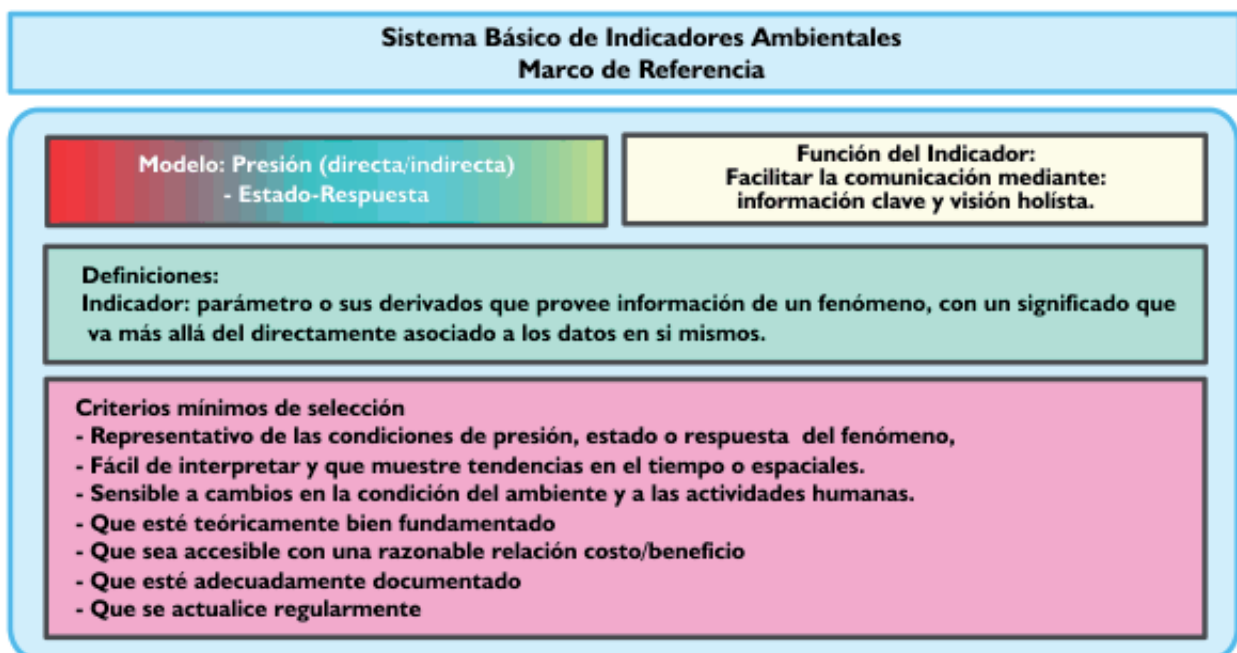 Sistema Básico de Indicadores Ambientales
Marco de Referencia
Modelo: Presión (directa/indirecta)
- Estado-Respuesta
Función del Indicador:
Facilitar la comunicación mediante:
información clave y visión holísta.
Definiciones:
Indicador: parámetro o sus derivados que provee información de un fenómeno, con un significado que
va más allá del directamente asociado a los datos en si mismos.
Criterios mínimos de selección
- Representativo de las condiciones de presión, estado o respuesta del fenómeno,
- Fácil de interpretar y que muestre tendencias en el tiempo o espaciales.
- Sensible a cambios en la condición del ambiente y a las actividades humanas.
- Que esté teóricamente bien fundamentado
- Que sea accesible con una razonable relación costo/beneficio
- Que esté adecuadamente documentado
- Que se actualice regularmente